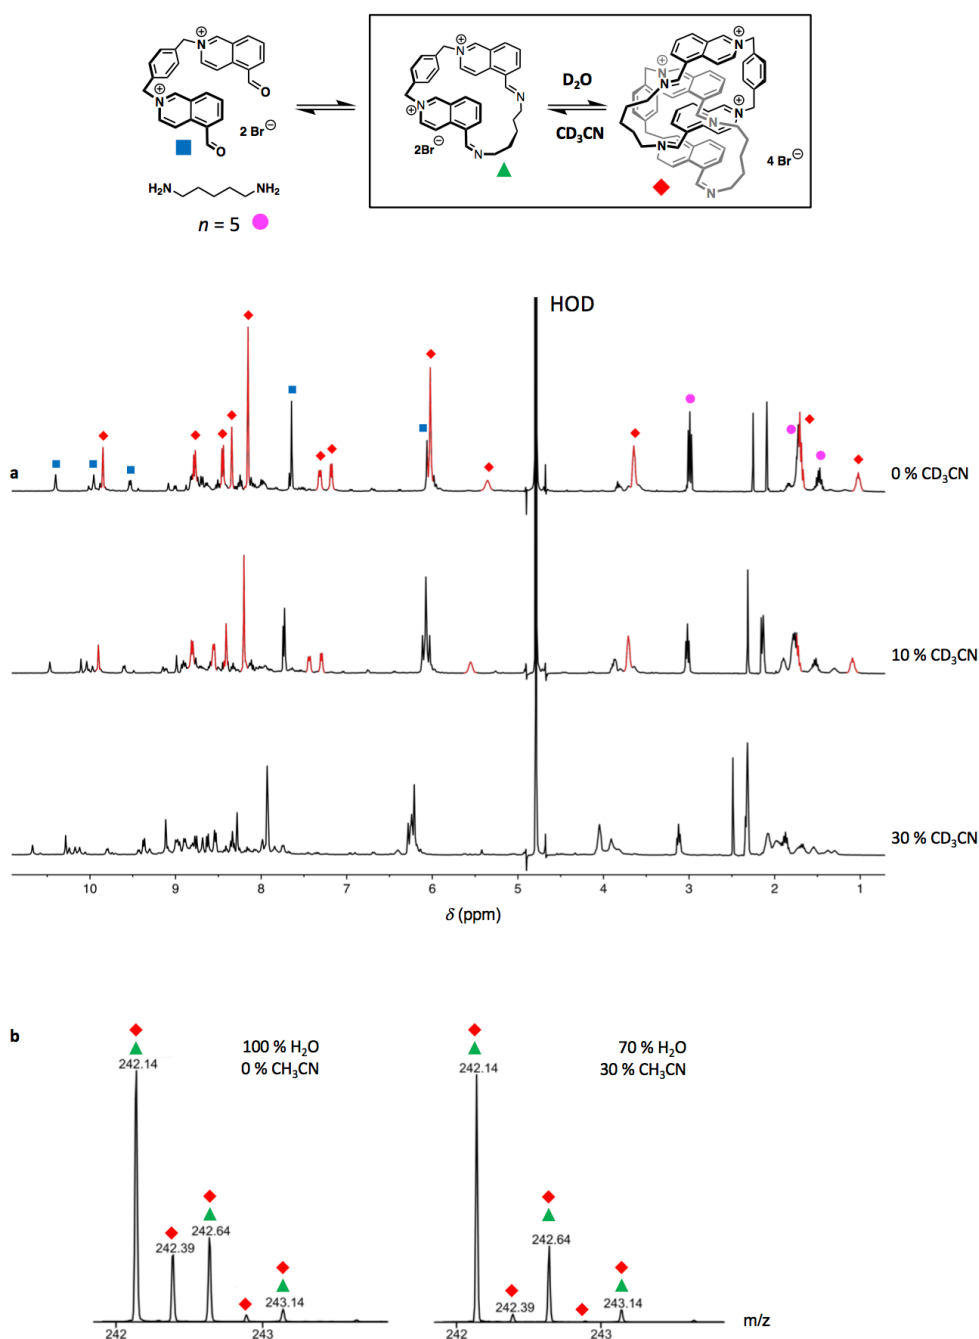 N
⊕
O
N
⊕
O
2 Br⊖
H₂N
NH₂
n = 5
N
⊕
N
N
⊕
2Br⊖
N
D₂O
CD₃CN
N
⊕
N
⊕
N
N
⊕
N
N
⊕
N
N
4 Br⊖
a
HOD
0 % CD₃CN
10 % CD₃CN
30 % CD₃CN
10 9 8 7 6 5 4 3 2 1
δ (ppm)
b
100 % H₂O
0 % CH₃CN
242.14
242.39
242.64
243.14
242 243
70 % H₂O
30 % CH₃CN
242.14
242.39
242.64
243.14
242 243
m/z